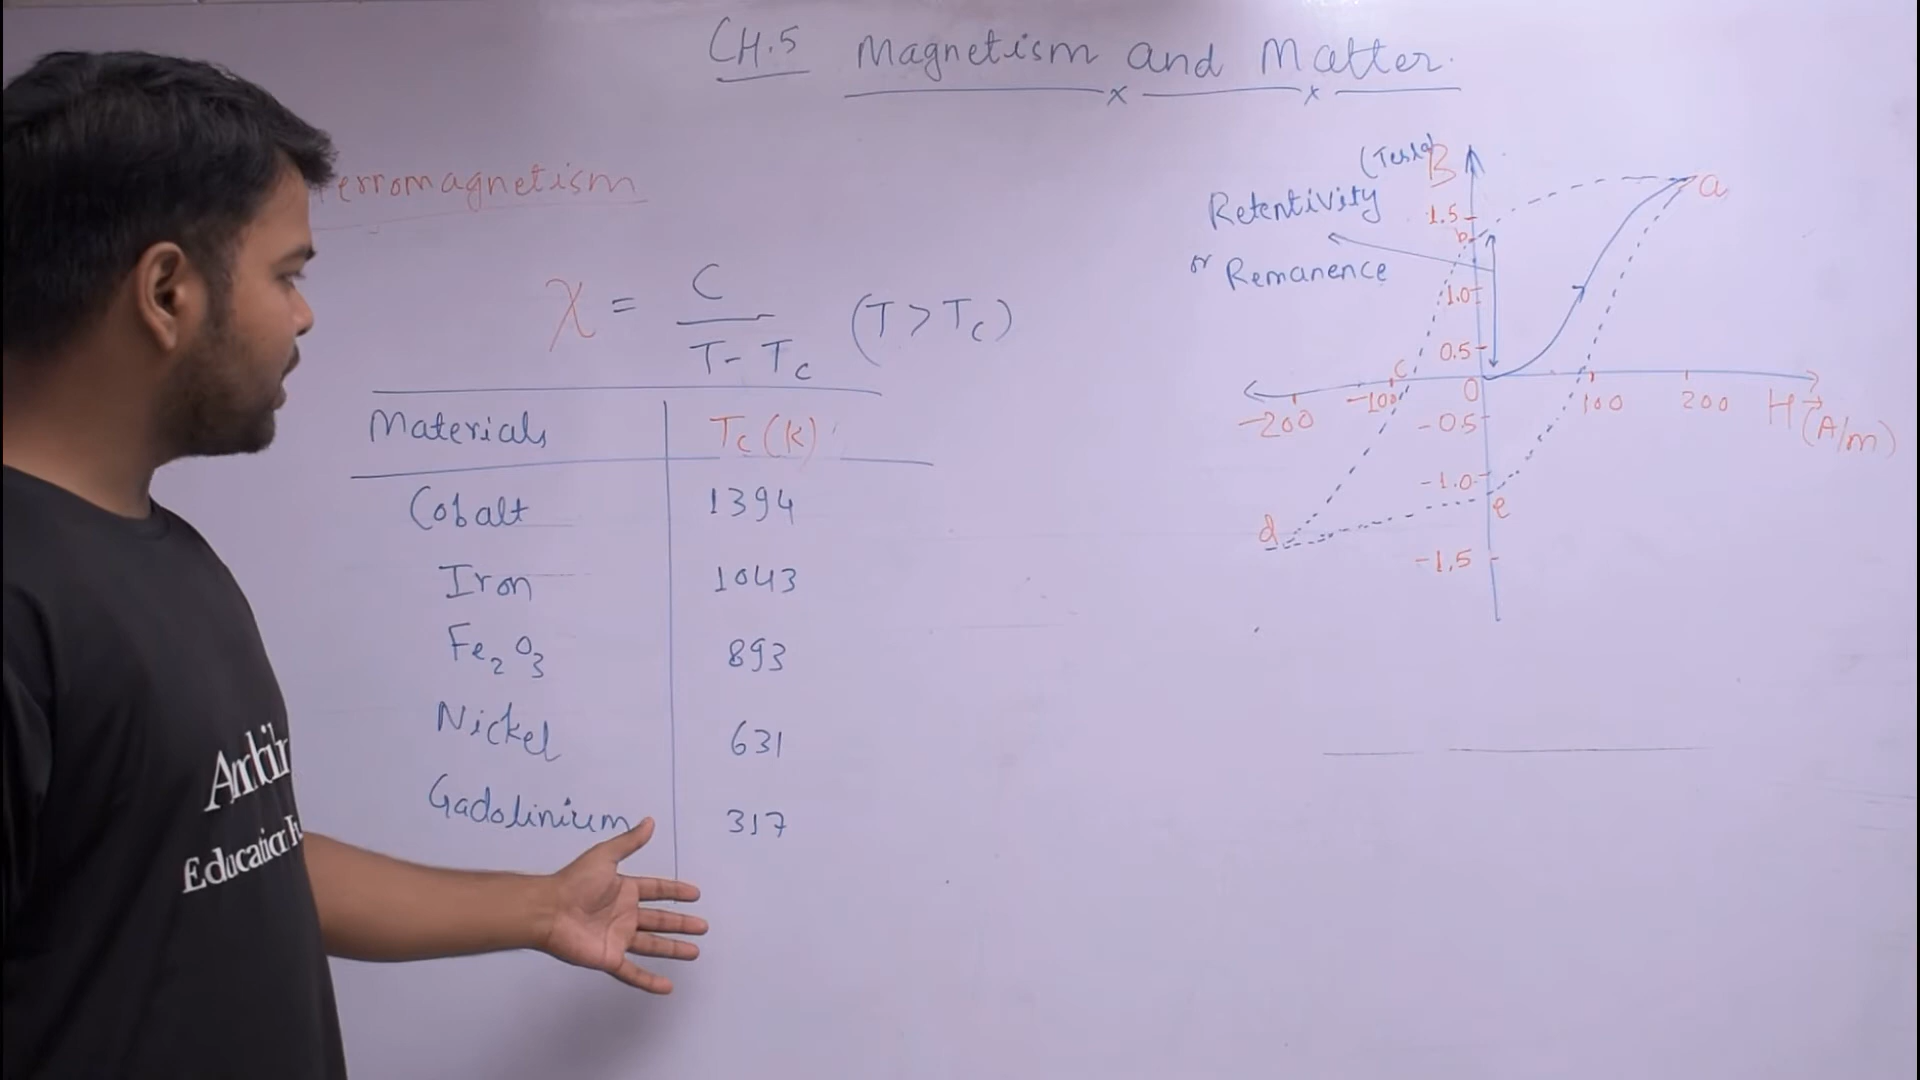 CH.5 Magnetism and Matter.
Ferromagnetism
χ = C / T - Tc (T > Tc)
Materials Tc (K)
Cobalt 1394
Iron 1043
Fe2O3 893
Nickel 631
Gadolinium 317
(Tesla) B
Retentivity
or Remanence
a
1.5
b
1.0
0.5
c
0
-200 -100 100 200 H (A/m)
-0.5
-1.0
e
d
-1.5